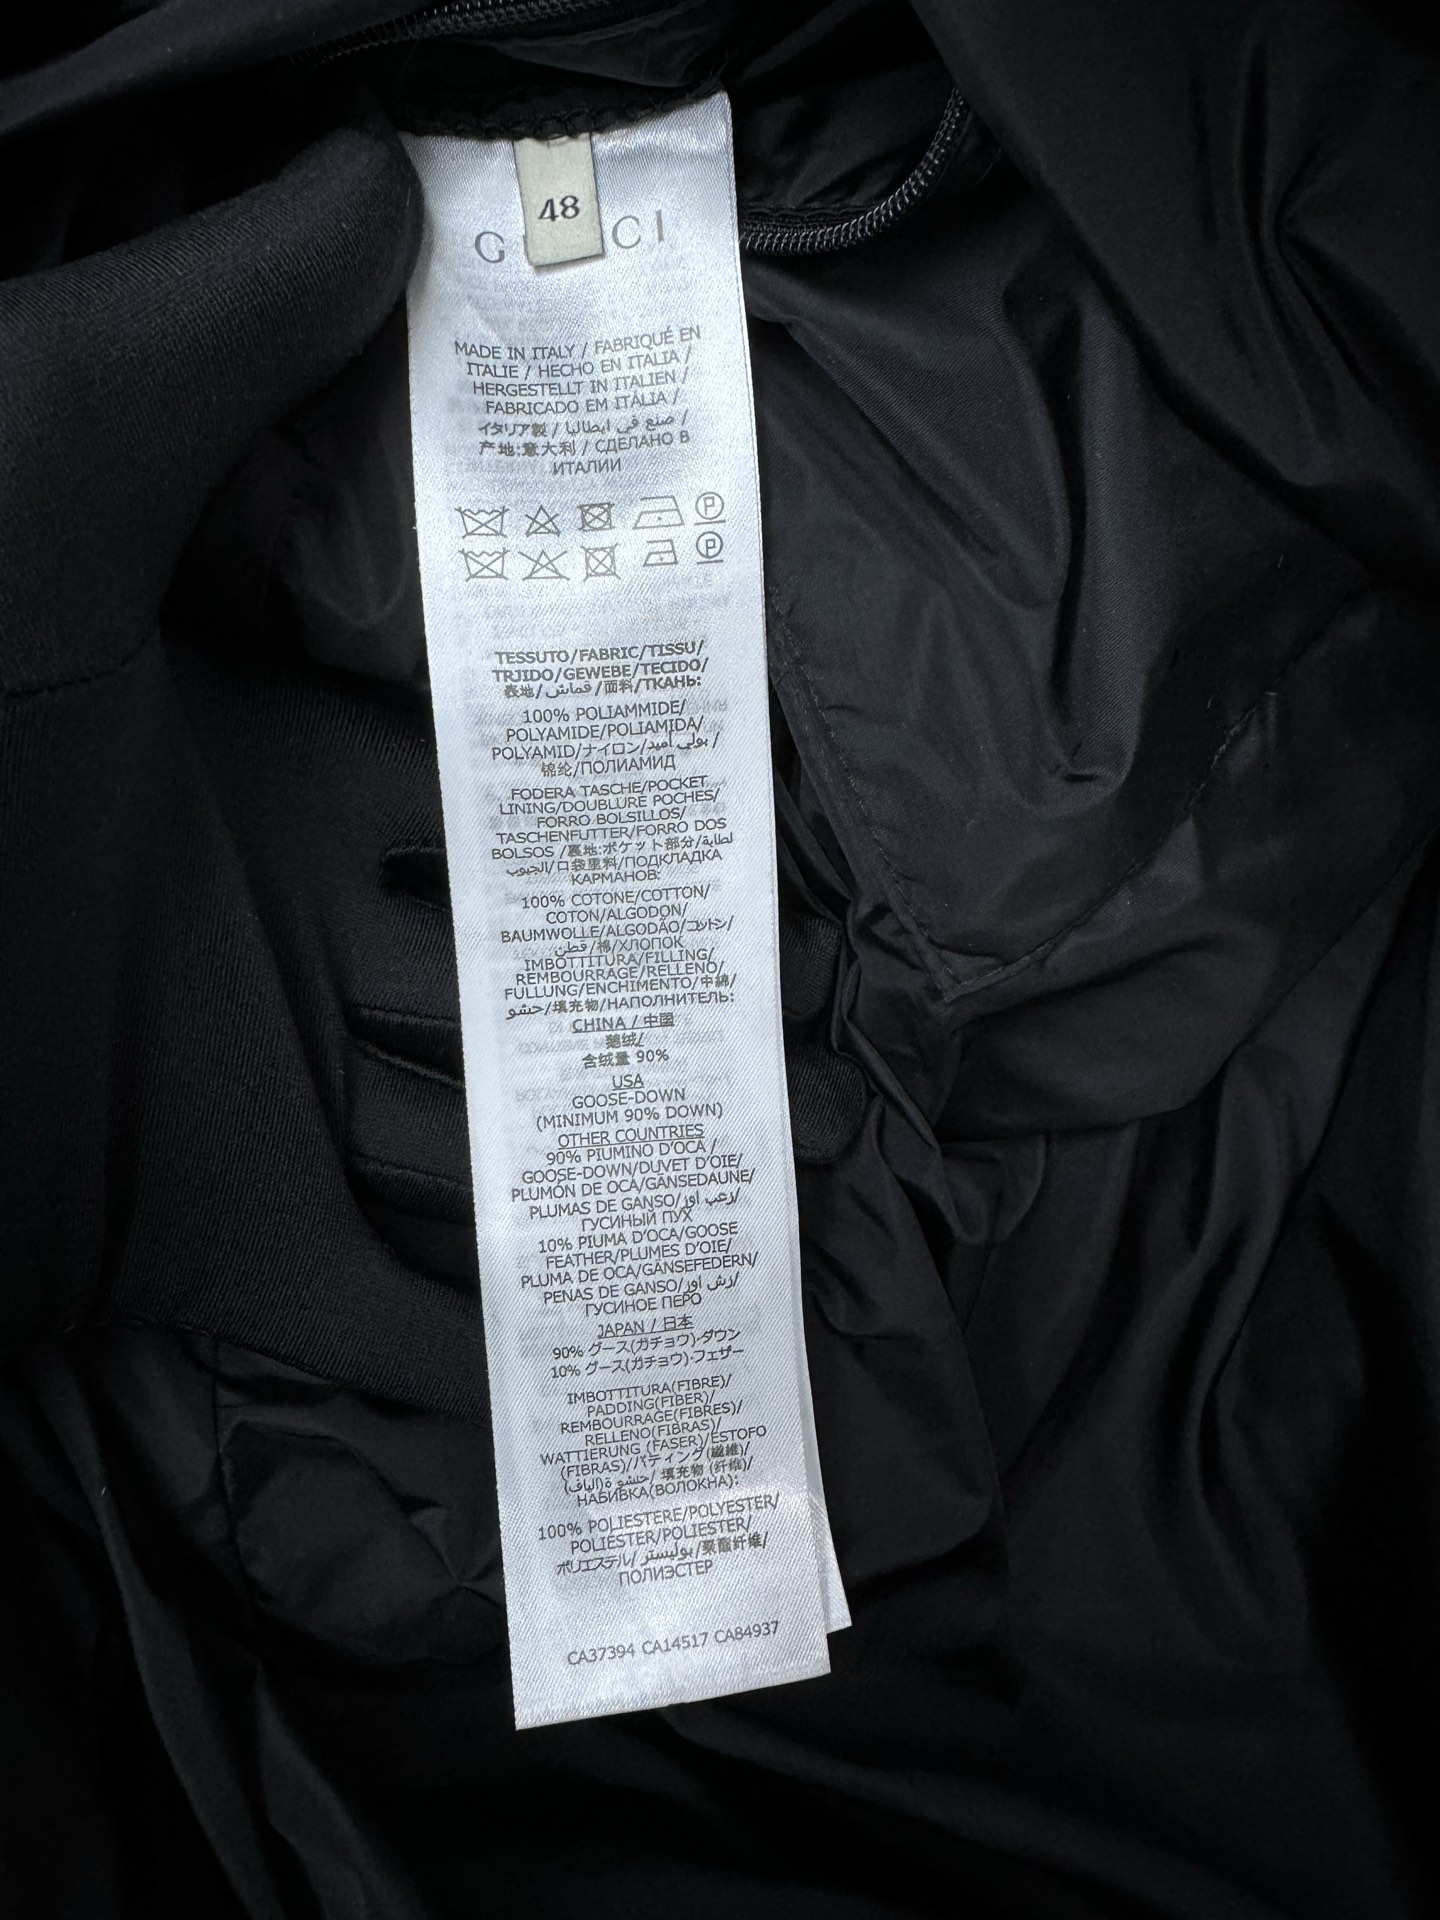 48
GUCCI
MADE IN ITALY / FABRIQUÉ EN
ITALIE / HECHO EN ITALIA /
HERGESTELLT IN ITALIEN /
FABRICADO EM ITÁLIA /
イタリア製 / صنع في ايطاليا /
产地:意大利 / СДЕЛАНО В
ИТАЛИИ
P
P
TESSUTO/FABRIC/TISSU/
TRJIDO/GEWEBE/TECIDO/
表地/قماش/面料/ТКАНЬ:
100% POLIAMMIDE/
POLYAMIDE/POLIAMIDA/
POLYAMID/ナイロン/بولي أميد/
锦纶/ПОЛИАМИД
FODERA TASCHE/POCKET
LINING/DOUBLURE POCHES/
FORRO BOLSILLOS/
TASCHENFUTTER/FORRO DOS
BOLSOS /裏地:ポケット部分/لطاية
الجيوب/口袋里料/ПОДКЛАДКА
КАРМАНОВ:
100% COTONE/COTTON/
COTON/ALGODON/
BAUMWOLLE/ALGODÃO/コットン/
قطن/棉/ХЛОПОК
IMBOTTITURA/FILLING/
REMBOURRAGE/RELLENO/
FULLUNG/ENCHIMENTO/中綿/
حشو/填充物/НАПОЛНИТЕЛЬ:
CHINA / 中国
鹅绒/
含绒量 90%
USA
GOOSE-DOWN
(MINIMUM 90% DOWN)
OTHER COUNTRIES
90% PIUMINO D'OCA /
GOOSE-DOWN/DUVET D'OIE/
PLUMÓN DE OCA/GÄNSEDAUNE/
PLUMAS DE GANSO/زغب اوز/
ГУСИНЫЙ ПУХ
10% PIUMA D'OCA/GOOSE
FEATHER/PLUMES D'OIE/
PLUMA DE OCA/GÄNSEFEDERN/
PENAS DE GANSO/ريش أوز/
ГУСИНОЕ ПЕРО
JAPAN / 日本
90% グース(ガチョウ)·ダウン
10% グース(ガチョウ)·フェザー
IMBOTTITURA(FIBRE)/
PADDING(FIBER)/
REMBOURRAGE(FIBRES)/
RELLENO(FIBRAS)/
WATTIERUNG (FASER)/ESTOFO
(FIBRAS)/パディング(繊維)/
حشو ة(الياف)/ 填充物 (纤维)/
НАБИВКА(ВОЛОКНА):
100% POLIESTERE/POLYESTER/
POLIESTER/POLIESTER/
ポリエステル/بوليستر/聚酯纤维/
ПОЛИЭСТЕР
CA37394 CA14517 CA84937